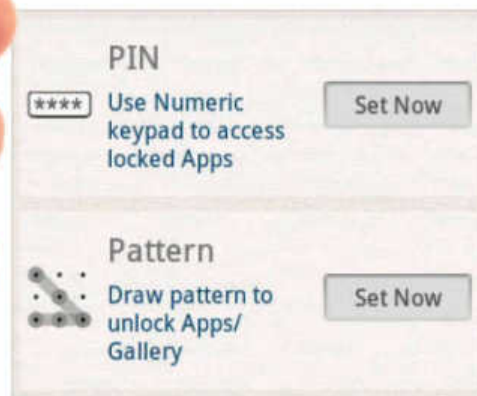 PIN
****
Use Numeric
keypad to access
locked Apps
Set Now
Pattern
Draw pattern to
unlock Apps/
Gallery
Set Now